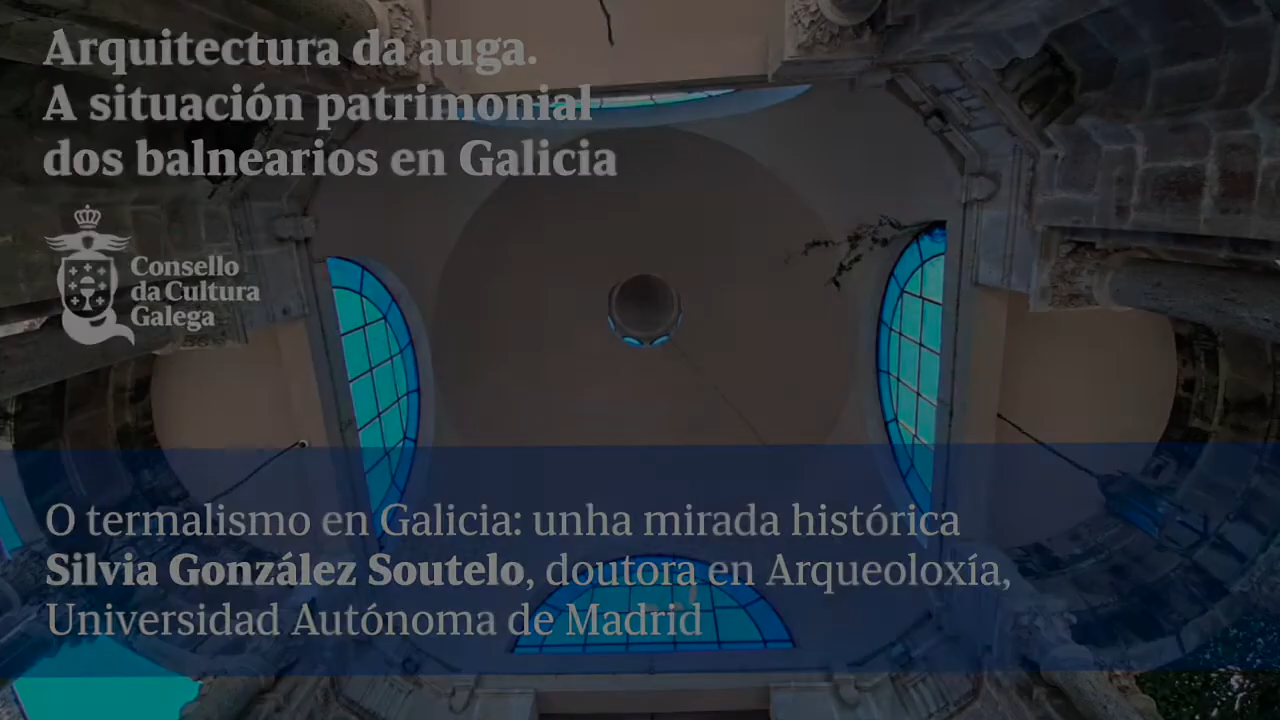 Arquitectura da auga.
A situación patrimonial
dos balnearios en Galicia
Consello
da Cultura
Galega
O termalismo en Galicia: unha mirada histórica
Silvia González Soutelo, doutora en Arqueoloxía,
Universidad Autónoma de Madrid